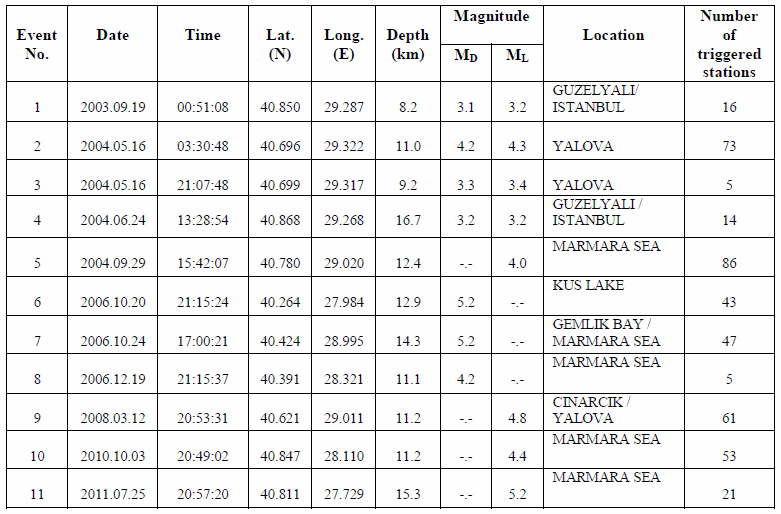 Event No. Date Time Lat. (N) Long. (E) Depth (km) Magnitude MD ML Location Number of triggered stations
1 2003.09.19 00:51:08 40.850 29.287 8.2 3.1 3.2 GUZELYALI/ ISTANBUL 16
2 2004.05.16 03:30:48 40.696 29.322 11.0 4.2 4.3 YALOVA 73
3 2004.05.16 21:07:48 40.699 29.317 9.2 3.3 3.4 YALOVA 5
4 2004.06.24 13:28:54 40.868 29.268 16.7 3.2 3.2 GUZELYALI / ISTANBUL 14
5 2004.09.29 15:42:07 40.780 29.020 12.4 -.- 4.0 MARMARA SEA 86
6 2006.10.20 21:15:24 40.264 27.984 12.9 5.2 -.- KUS LAKE 43
7 2006.10.24 17:00:21 40.424 28.995 14.3 5.2 -.- GEMLIK BAY / MARMARA SEA 47
8 2006.12.19 21:15:37 40.391 28.321 11.1 4.2 -.- MARMARA SEA 5
9 2008.03.12 20:53:31 40.621 29.011 11.2 -.- 4.8 CINARCIK / YALOVA 61
10 2010.10.03 20:49:02 40.847 28.110 11.2 -.- 4.4 MARMARA SEA 53
11 2011.07.25 20:57:20 40.811 27.729 15.3 -.- 5.2 MARMARA SEA 21